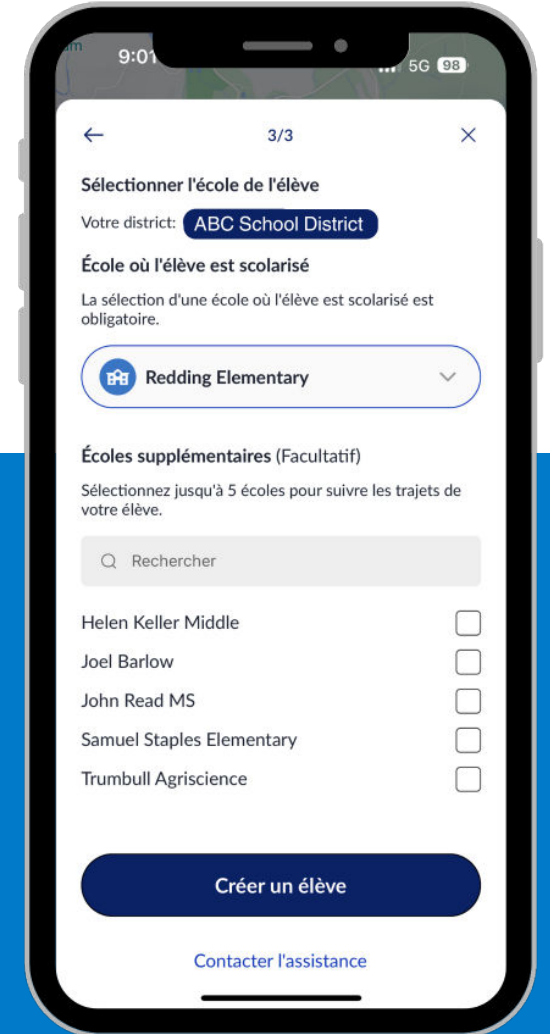 m
9:01
5G 98
3/3
Sélectionner l'école de l'élève
Votre district: ABC School District
École où l'élève est scolarisé
La sélection d'une école où l'élève est scolarisé est
obligatoire.
Redding Elementary
Écoles supplémentaires (Facultatif)
Sélectionnez jusqu'à 5 écoles pour suivre les trajets de
votre élève.
Rechercher
Helen Keller Middle
Joel Barlow
John Read MS
Samuel Staples Elementary
Trumbull Agriscience
Créer un élève
Contacter l'assistance